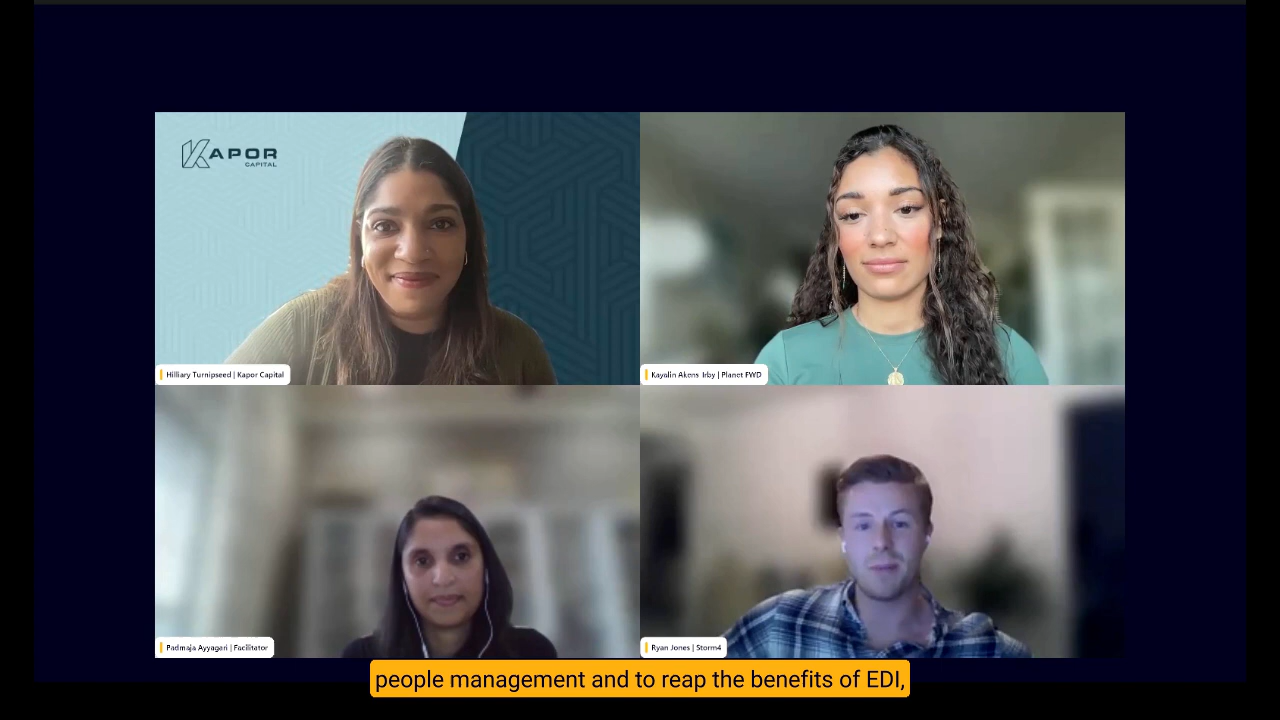 KAPOR
CAPITAL
Hilliary Turnipseed | Kapor Capital
Kayalin Akens-Irby | Planet FWD
Padmaja Ayyagari | Facilitator
Ryan Jones | Storm4
people management and to reap the benefits of EDI,